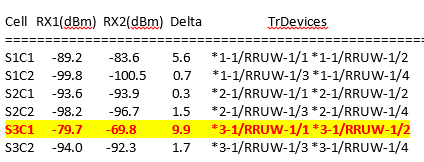 Cell RX1(dBm) RX2(dBm) Delta TrDevices
==================================================
S1C1 -89.2 -83.6 5.6 *1-1/RRUW-1/1 *1-1/RRUW-1/2
S1C2 -99.8 -100.5 0.7 *1-1/RRUW-1/3 *1-1/RRUW-1/4
S2C1 -93.6 -93.9 0.3 *2-1/RRUW-1/1 *2-1/RRUW-1/2
S2C2 -98.2 -96.7 1.5 *2-1/RRUW-1/3 *2-1/RRUW-1/4
S3C1 -79.7 -69.8 9.9 *3-1/RRUW-1/1 *3-1/RRUW-1/2
S3C2 -94.0 -92.3 1.7 *3-1/RRUW-1/3 *3-1/RRUW-1/4